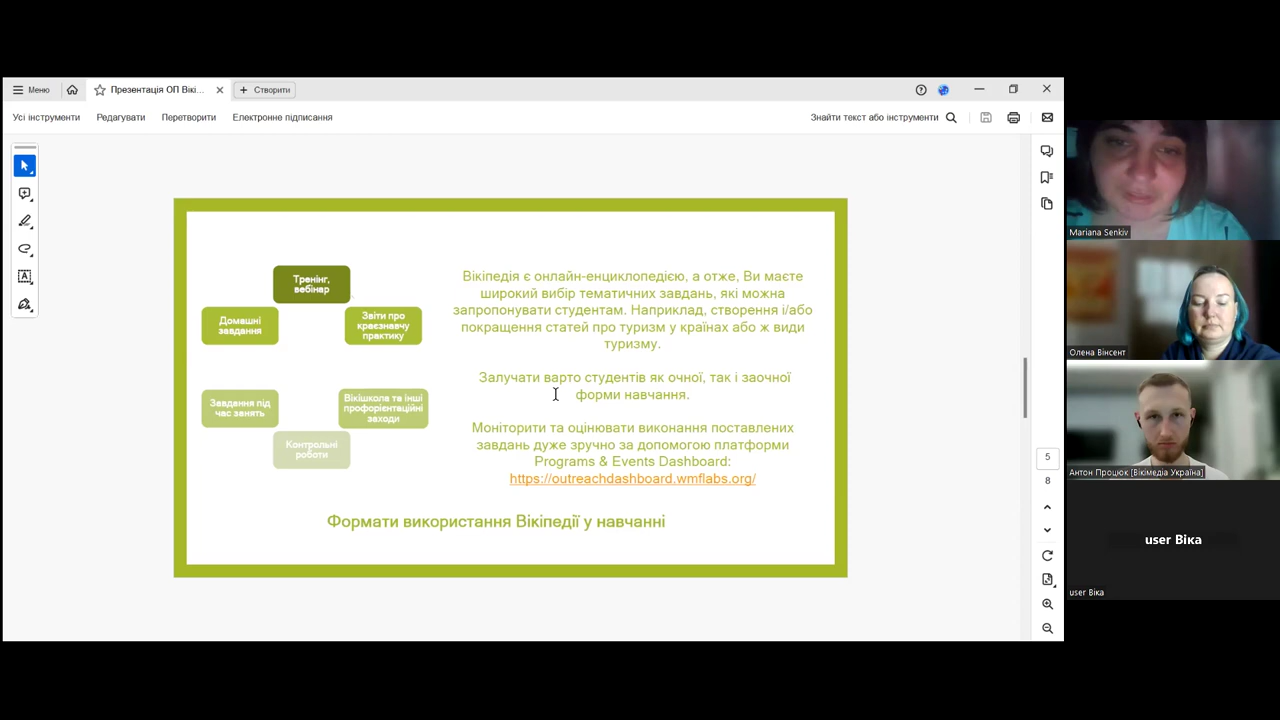 Меню
Презентація ОП Вікі...
Створити
Усі інструменти
Редагувати
Перетворити
Електронне підписання
Знайти текст або інструменти
Тренінг,
вебінар
Домашні
завдання
Звіти про
краєзнавчу
практику
Завдання під
час занять
Вікішкола та інші
профорієнтаційні
заходи
Контрольні
роботи
Вікіпедія є онлайн-енциклопедією, а отже, Ви маєте
широкий вибір тематичних завдань, які можна
запропонувати студентам. Наприклад, створення і/або
покращення статей про туризм у країнах або ж види
туризму.
Залучати варто студентів як очної, так і заочної
форми навчання.
Моніторити та оцінювати виконання поставлених
завдань дуже зручно за допомогою платформи
Programs & Events Dashboard:
https://outreachdashboard.wmflabs.org/
Формати використання Вікіпедії у навчанні
5
8
Mariana Senkiv
Олена Вінсент
Антон Процюк [Вікімедіа Україна]
user Віка
user Віка